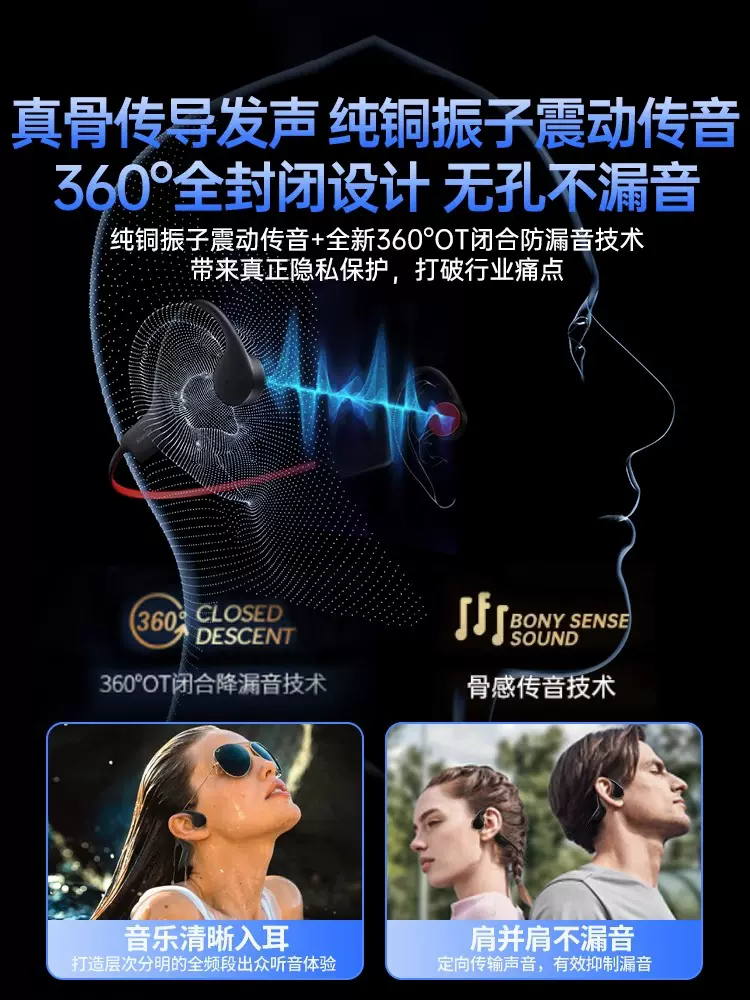 真骨传导发声 纯铜振子震动传音
360°全封闭设计 无孔不漏音
纯铜振子震动传音+全新360°OT闭合防漏音技术
带来真正隐私保护，打破行业痛点
360° CLOSED
DESCENT
360°OT闭合降漏音技术
BONY SENSE
SOUND
骨感传音技术
音乐清晰入耳
打造层次分明的全频段出众听音体验
肩并肩不漏音
定向传输声音，有效抑制漏音